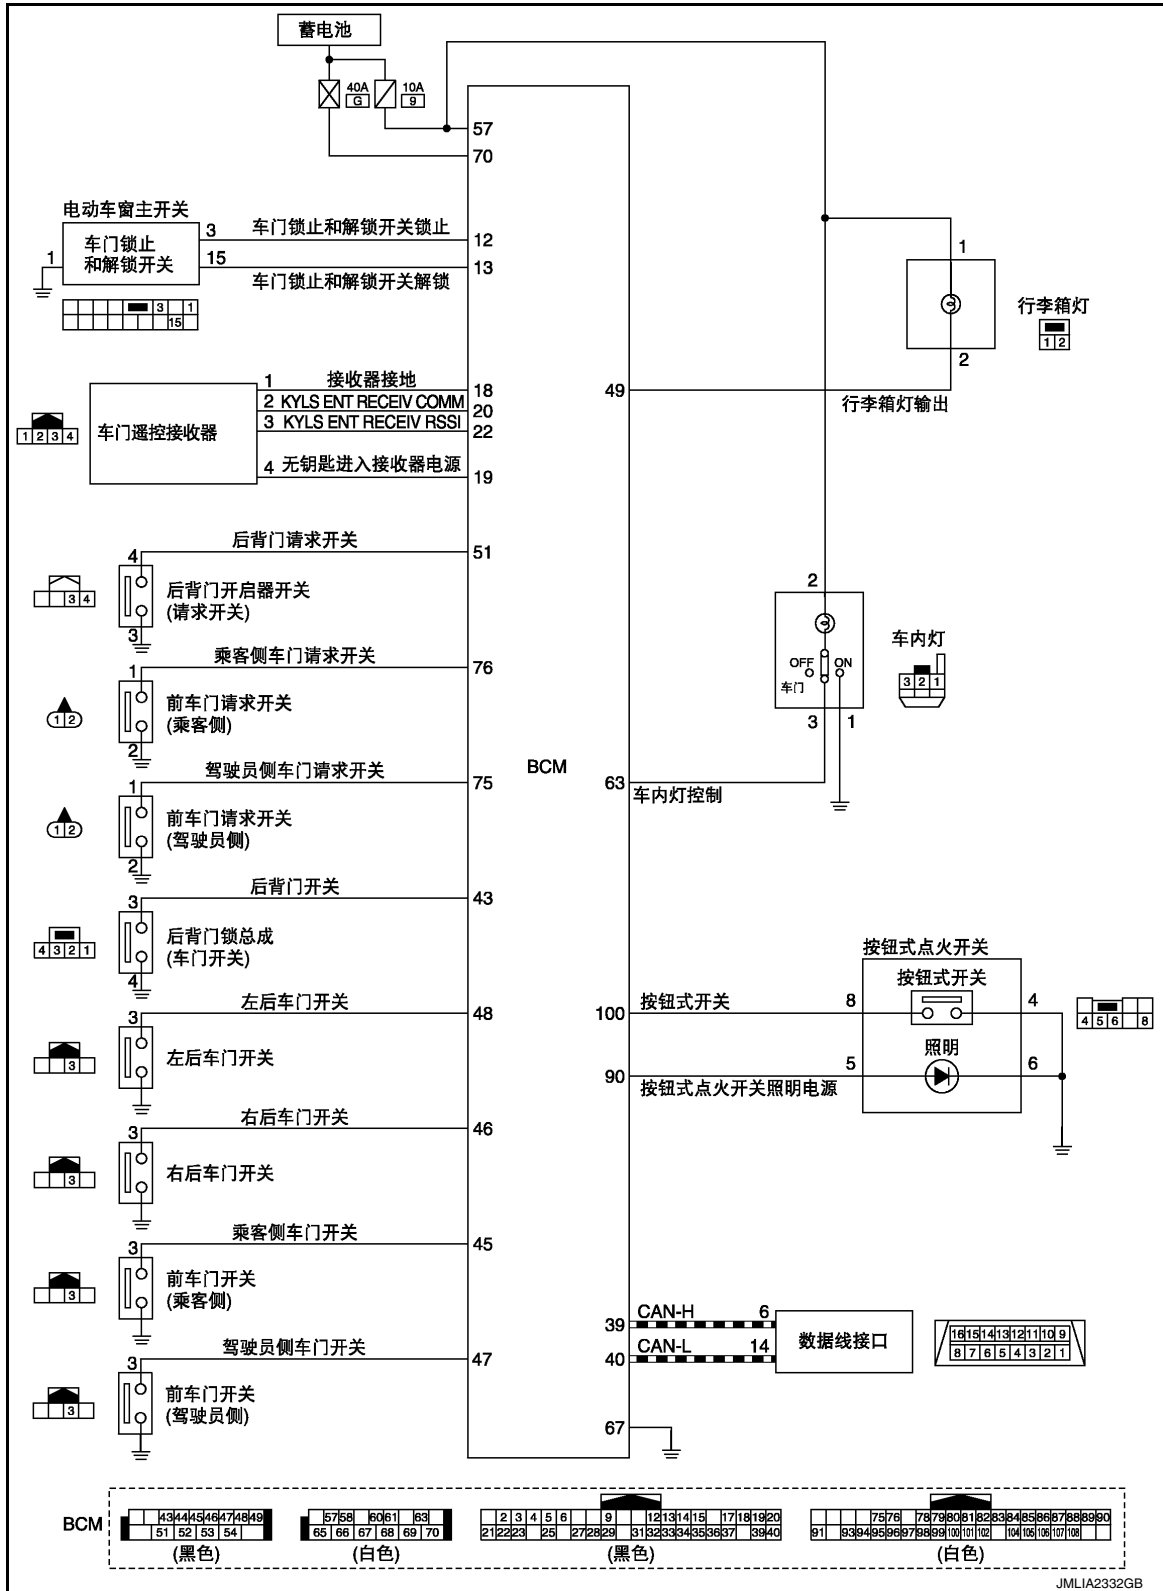 蓄电池
40A
G
10A
9
57
70
电动车窗主开关
车门锁止
和解锁开关
1
3 车门锁止和解锁开关锁止 12
15 车门锁止和解锁开关解锁 13
3 1
15
1
行李箱灯
1 2
2
49 行李箱灯输出
车门遥控接收器
1 2 3 4
1 接收器接地 18
2 KYLS ENT RECEIV COMM 20
3 KYLS ENT RECEIV RSSI 22
4 无钥匙进入接收器电源 19
4 后背门请求开关 51
后背门开启器开关
(请求开关)
3 4
3
1 乘客侧车门请求开关 76
前车门请求开关
(乘客侧)
1 2
2
1 驾驶员侧车门请求开关 75
前车门请求开关
(驾驶员侧)
1 2
2
BCM
2
车内灯
OFF ON
车门
3 2 1
3 1
63 车内灯控制
3 后背门开关 43
后背门锁总成
(车门开关)
4 3 2 1
4
3 左后车门开关 48
左后车门开关
3
3 右后车门开关 46
右后车门开关
3
3 乘客侧车门开关 45
前车门开关
(乘客侧)
3
3 驾驶员侧车门开关 47
前车门开关
(驾驶员侧)
3
按钮式点火开关
按钮式开关
100 按钮式开关 8 4
照明
90 按钮式点火开关照明电源 5 6
4 5 6 8
39 CAN-H 6
40 CAN-L 14
数据线接口
16 15 14 13 12 11 10 9
8 7 6 5 4 3 2 1
67
BCM
43 44 45 46 47 48 49
51 52 53 54
(黑色)
57 58 60 61 63
65 66 67 68 69 70
(白色)
2 3 4 5 6 9 12 13 14 15 17 18 19 20
21 22 23 25 27 28 29 31 32 33 34 35 36 37 39 40
(黑色)
75 76 78 79 80 81 82 83 84 85 86 87 88 89 90
91 93 94 95 96 97 98 99 100 101 102 104 105 106 107 108
(白色)
JMLIA2332GB